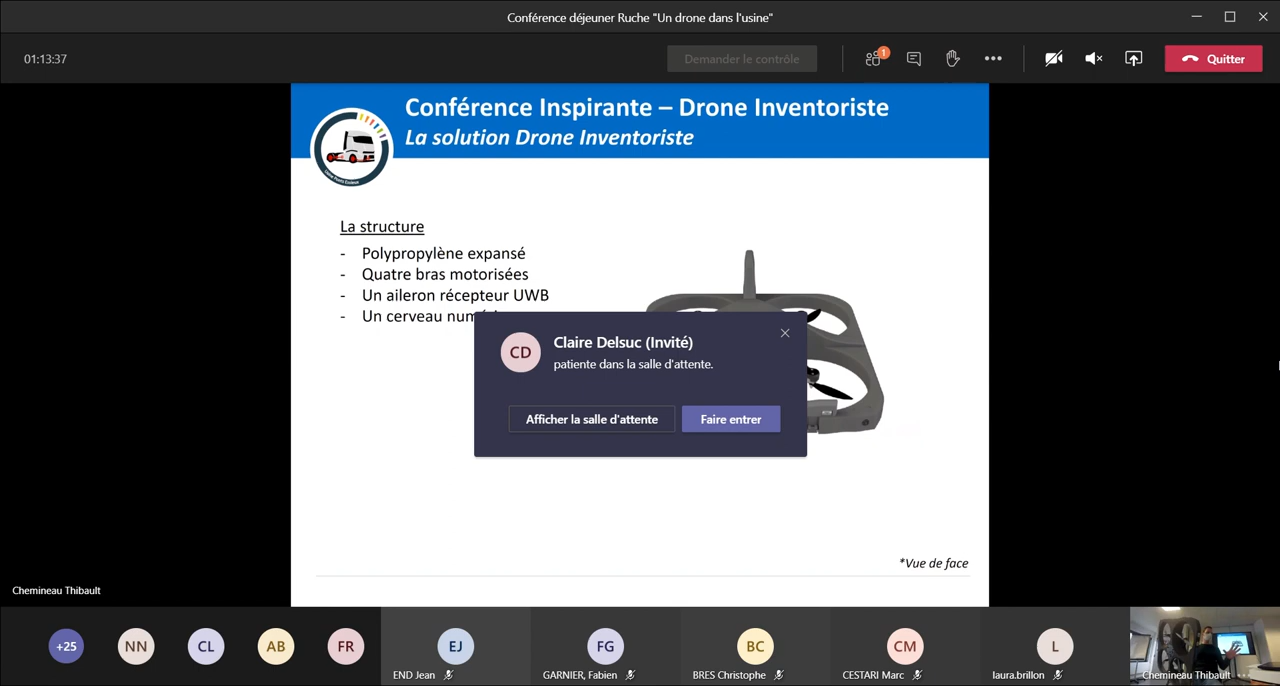 Conférence déjeuner Ruche "Un drone dans l'usine"
01:13:37
Demander le contrôle
1
Quitter
Conférence Inspirante – Drone Inventoriste
La solution Drone Inventoriste
La structure
- Polypropylène expansé
- Quatre bras motorisées
- Un aileron récepteur UWB
- Un cerveau
CD
Claire Delsuc (Invité)
patiente dans la salle d'attente.
Afficher la salle d'attente
Faire entrer
*Vue de face
Chemineau Thibault
+25
NN
CL
AB
FR
EJ
END Jean
FG
GARNIER, Fabien
BC
BRES Christophe
CM
CESTARI Marc
L
laura.brillon
Chemineau Thibault